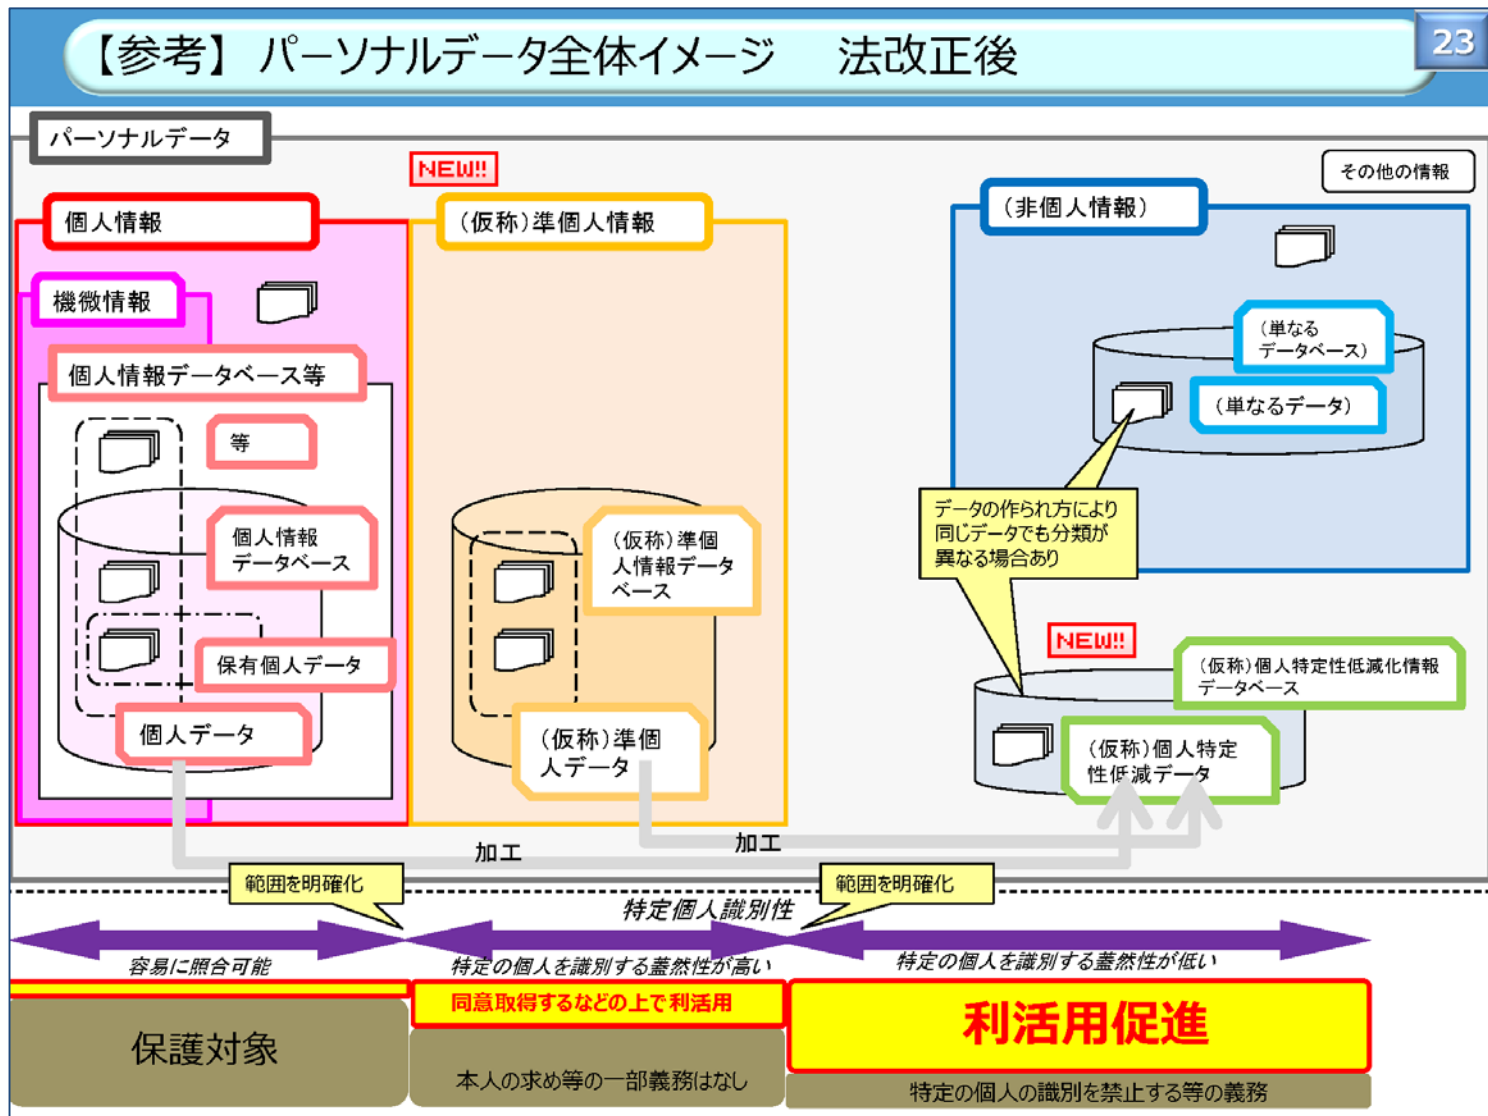 【参考】パーソナルデータ全体イメージ　法改正後
23
パーソナルデータ
NEW!!
その他の情報
個人情報
（仮称）準個人情報
（非個人情報）
機微情報
（単なる
データベース）
個人情報データベース等
（単なるデータ）
等
データの作られ方により
同じデータでも分類が
異なる場合あり
個人情報
データベース
（仮称）準個
人情報データ
ベース
NEW!!
保有個人データ
（仮称）個人特定性低減化情報
データベース
個人データ
（仮称）準個
人データ
（仮称）個人特定
性低減データ
加工
加工
範囲を明確化
範囲を明確化
特定個人識別性
容易に照合可能
特定の個人を識別する蓋然性が高い
特定の個人を識別する蓋然性が低い
同意取得するなどの上で利活用
利活用促進
保護対象
本人の求め等の一部義務はなし
特定の個人の識別を禁止する等の義務